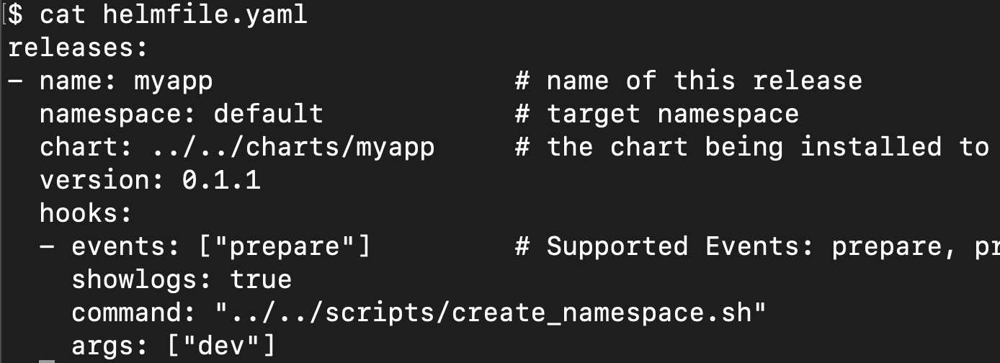 $ cat helmfile.yaml
releases:
- name: myapp                   # name of this release
  namespace: default            # target namespace
  chart: ../../charts/myapp     # the chart being installed to
  version: 0.1.1
  hooks:
  - events: ["prepare"]         # Supported Events: prepare,
    showlogs: true
    command: "../../scripts/create_namespace.sh"
    args: ["dev"]